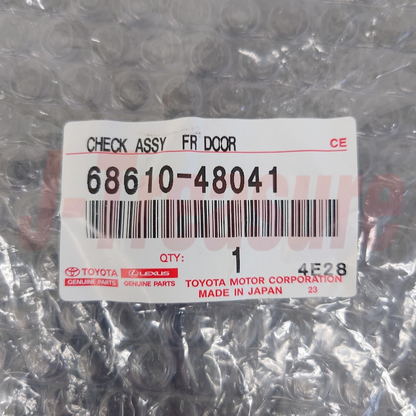 CHECK ASSY FR DOOR CE
68610-48041
QTY: 1 4E28
TOYOTA LEXUS TOYOTA MOTOR CORPORATION
GENUINE PARTS GENUINE PARTS MADE IN JAPAN 23